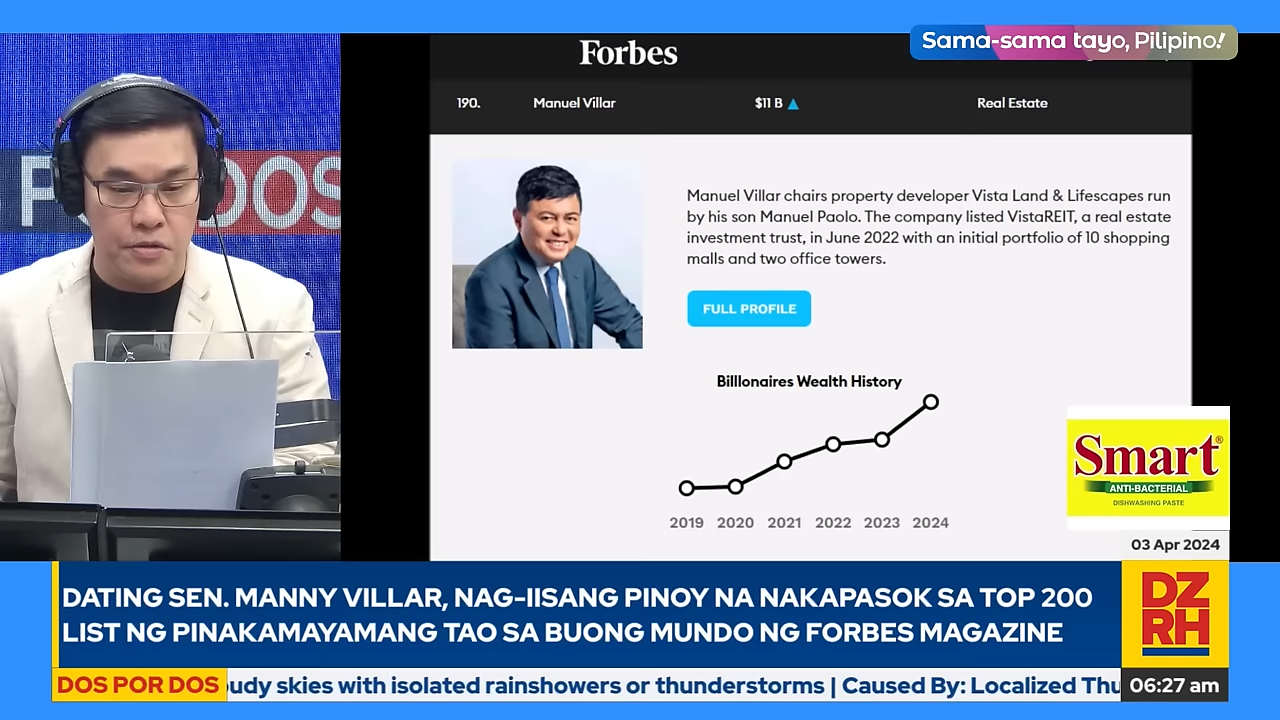 Sama-sama tayo, Pilipino!
Forbes
190. Manuel Villar $11 B Real Estate
Manuel Villar chairs property developer Vista Land & Lifescapes run
by his son Manuel Paolo. The company listed VistaREIT, a real estate
investment trust, in June 2022 with an initial portfolio of 10 shopping
malls and two office towers.
FULL PROFILE
Billlonaires Wealth History
2019 2020 2021 2022 2023 2024
DOS
Smart®
ANTI-BACTERIAL
DISHWASHING PASTE
03 Apr 2024
DATING SEN. MANNY VILLAR, NAG-IISANG PINOY NA NAKAPASOK SA TOP 200
LIST NG PINAKAMAYAMANG TAO SA BUONG MUNDO NG FORBES MAGAZINE
DZ
RH
DOS POR DOS
skies with isolated rainshowers or thunderstorms | Caused By: Localized
06:27 am